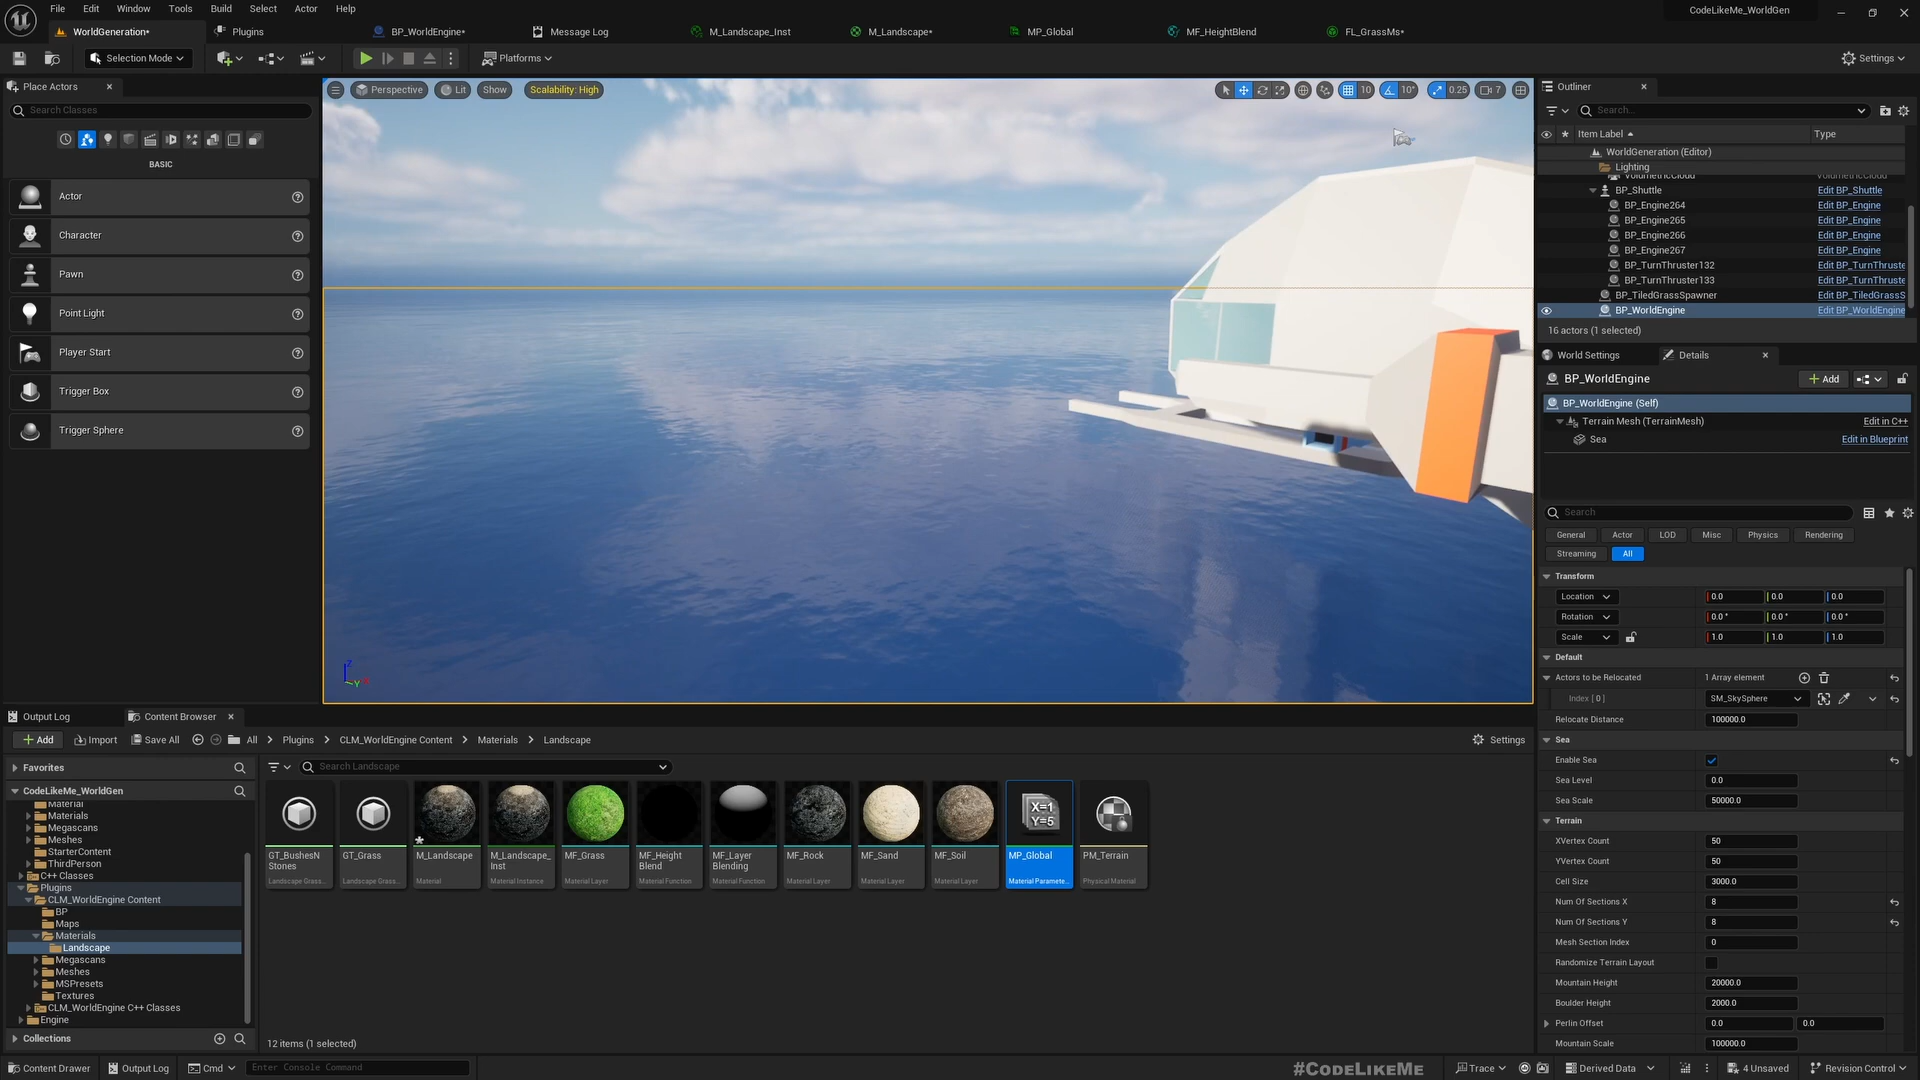 File Edit Window Tools Build Select Actor Help
CodeLikeMe_WorldGen
WorldGeneration*
Plugins
BP_WorldEngine*
Message Log
M_Landscape_Inst
M_Landscape*
MP_Global
MF_HeightBlend
FL_GrassMs*
Selection Mode
Platforms
Settings
Place Actors
Search Classes
BASIC
Actor
Character
Pawn
Point Light
Player Start
Trigger Box
Trigger Sphere
Perspective
Lit
Show
Scalability: High
10
10°
0.25
7
Z
Y
Outliner
Search...
Item Label
Type
WorldGeneration (Editor)
Lighting
VolumetricCloud VolumetricCloud
BP_Shuttle Edit BP_Shuttle
BP_Engine264 Edit BP_Engine
BP_Engine265 Edit BP_Engine
BP_Engine266 Edit BP_Engine
BP_Engine267 Edit BP_Engine
BP_TurnThruster132 Edit BP_TurnThruste
BP_TurnThruster133 Edit BP_TurnThruste
BP_TiledGrassSpawner Edit BP_TiledGrassS
BP_WorldEngine Edit BP_WorldEngine
16 actors (1 selected)
World Settings
Details
BP_WorldEngine
Add
BP_WorldEngine (Self)
Terrain Mesh (TerrainMesh) Edit in C++
Sea Edit in Blueprint
Search
General Actor LOD Misc Physics Rendering
Streaming All
Transform
Location 0.0 0.0 0.0
Rotation 0.0 ° 0.0 ° 0.0 °
Scale 1.0 1.0 1.0
Default
Actors to be Relocated 1 Array element
Index [ 0 ] SM_SkySphere
Relocate Distance 100000.0
Sea
Enable Sea
Sea Level 0.0
Sea Scale 50000.0
Terrain
XVertex Count 50
YVertex Count 50
Cell Size 3000.0
Num Of Sections X 8
Num Of Sections Y 8
Mesh Section Index 0
Randomize Terrain Layout
Mountain Height 20000.0
Boulder Height 2000.0
Perlin Offset 0.0 0.0
Mountain Scale 100000.0
Output Log
Content Browser
Add
Import
Save All
All > Plugins > CLM_WorldEngine Content > Materials > Landscape
Settings
Favorites
CodeLikeMe_WorldGen
Material
Materials
Megascans
Meshes
StarterContent
ThirdPerson
C++ Classes
Plugins
CLM_WorldEngine Content
BP
Maps
Materials
Landscape
Megascans
Meshes
MSPresets
Textures
CLM_WorldEngine C++ Classes
Engine
Collections
Search Landscape
GT_BushesN
Stones
Landscape Grass...
GT_Grass
Landscape Grass...
M_Landscape
Material
M_Landscape_
Inst
Material Instance
MF_Grass
Material Layer
MF_Height
Blend
Material Function
MF_Layer
Blending
Material Function
MF_Rock
Material Layer
MF_Sand
Material Layer
MF_Soil
Material Layer
X=1
Y=5
MP_Global
Material Paramete...
PM_Terrain
Physical Material
12 items (1 selected)
Content Drawer
Output Log
Cmd
Enter Console Command
#CODELIKEME
Trace
Derived Data
4 Unsaved
Revision Control